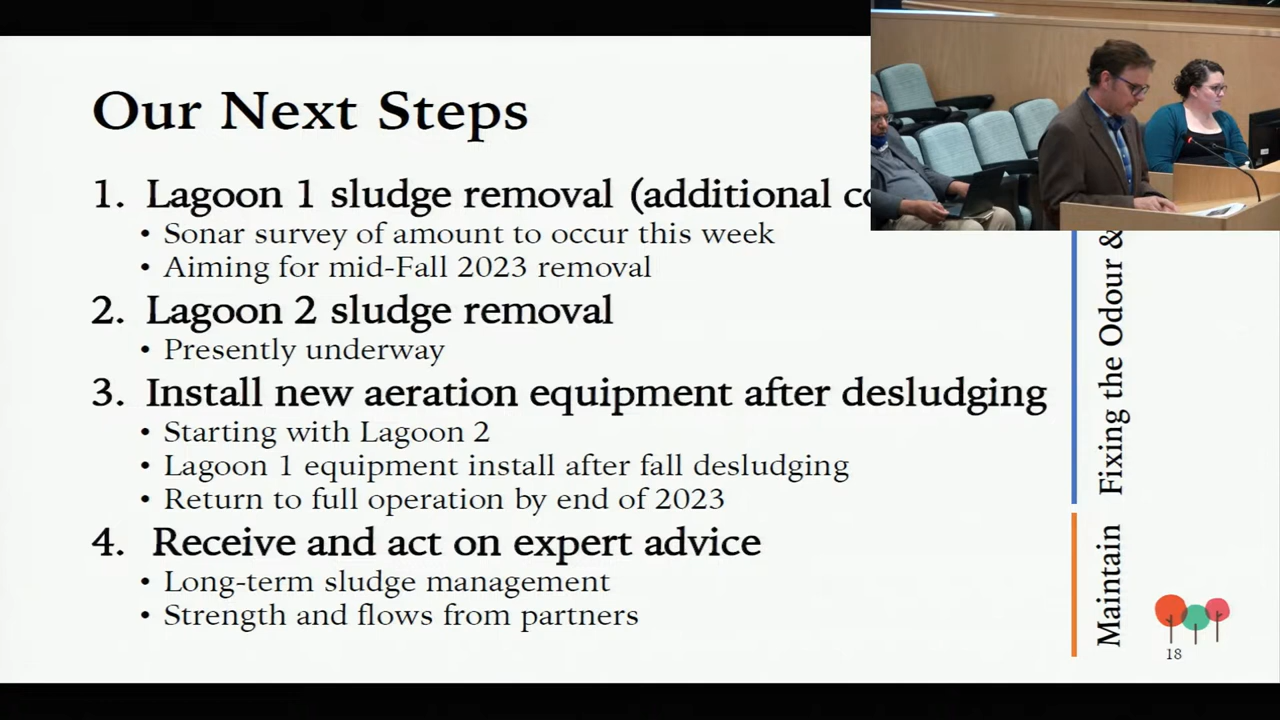 Our Next Steps
1. Lagoon 1 sludge removal (additional
• Sonar survey of amount to occur this week
• Aiming for mid-Fall 2023 removal
2. Lagoon 2 sludge removal
• Presently underway
3. Install new aeration equipment after desludging
• Starting with Lagoon 2
• Lagoon 1 equipment install after fall desludging
• Return to full operation by end of 2023
4. Receive and act on expert advice
• Long-term sludge management
• Strength and flows from partners
Fixing the Odour &
Maintain
18